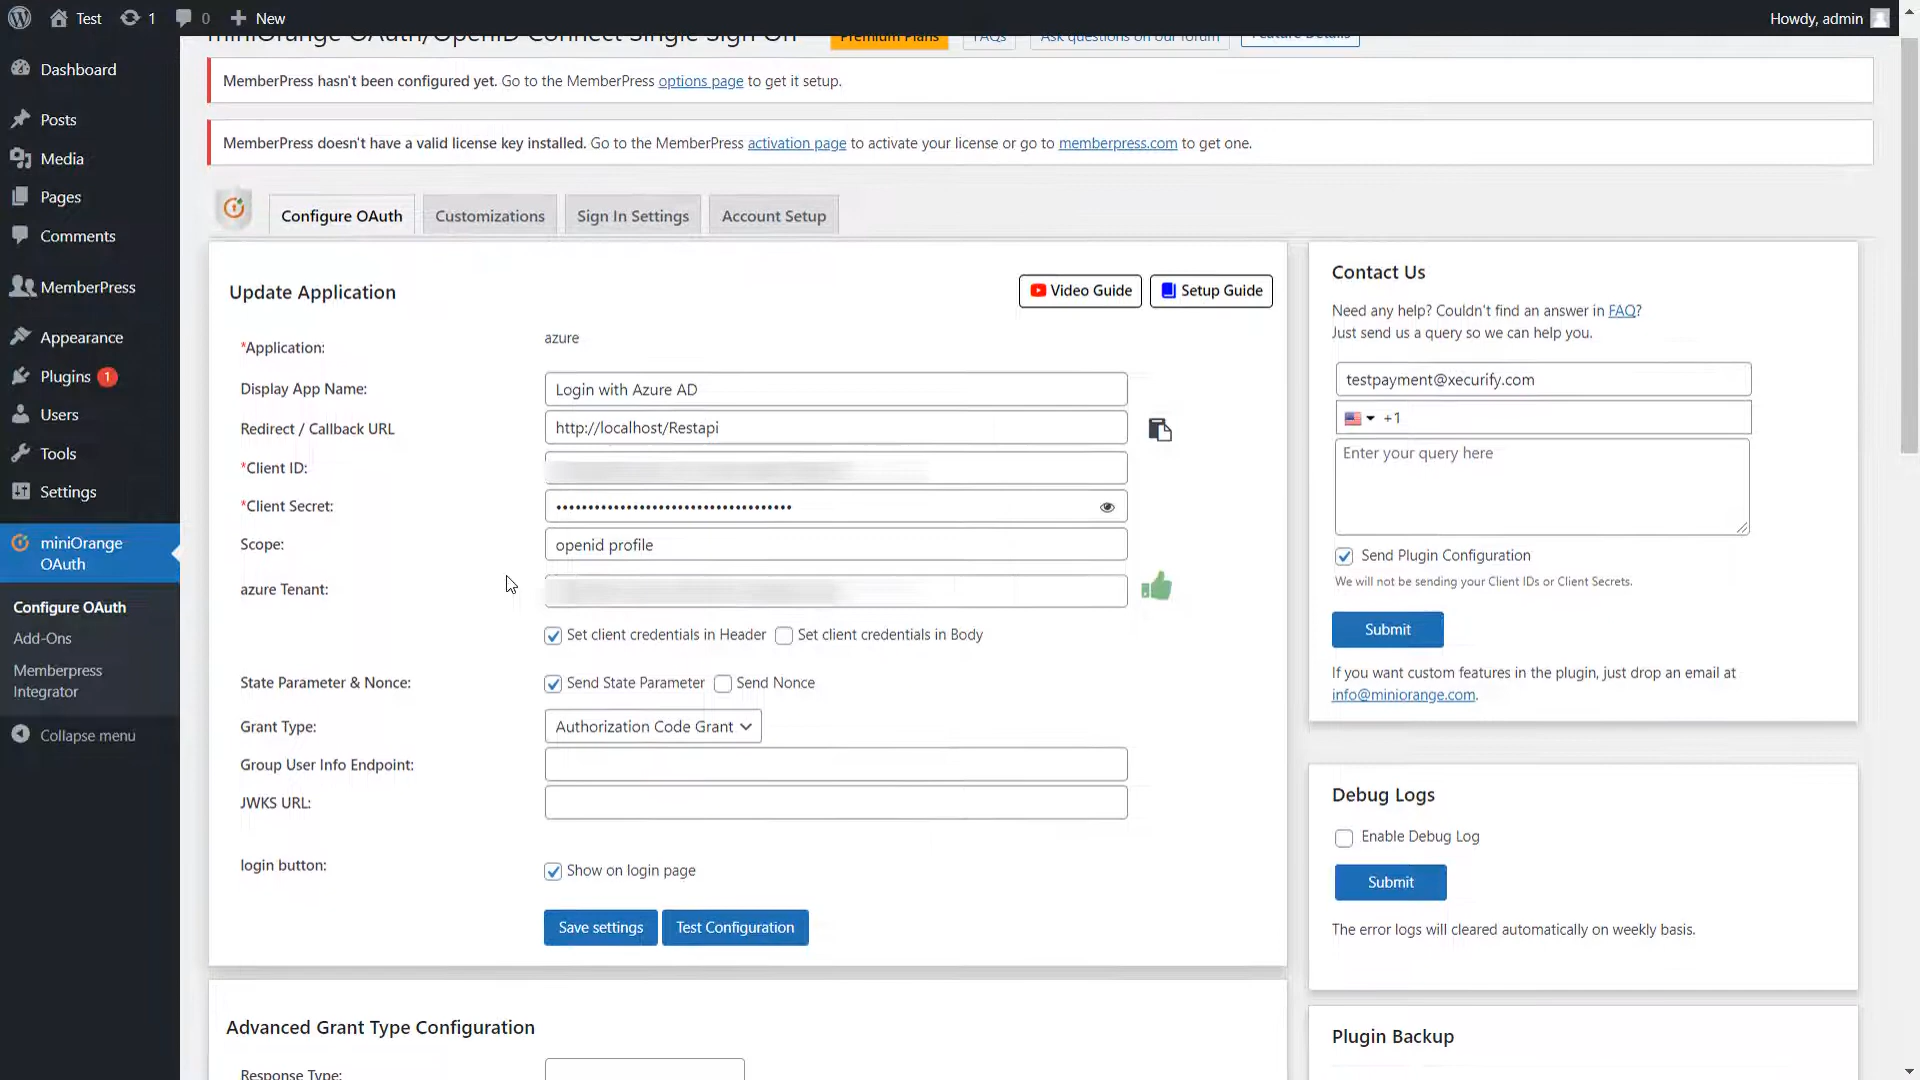 Test
1
0
New
Howdy, admin
miniOrange OAuth/OpenID Connect Single Sign On
Premium Plans
FAQs
Ask questions on our forum
Feature Details
Dashboard
Posts
Media
Pages
Comments
MemberPress
Appearance
Plugins 1
Users
Tools
Settings
miniOrange
OAuth
Configure OAuth
Add-Ons
Memberpress
Integrator
Collapse menu
MemberPress hasn't been configured yet. Go to the MemberPress options page to get it setup.
MemberPress doesn't have a valid license key installed. Go to the MemberPress activation page to activate your license or go to memberpress.com to get one.
Configure OAuth
Customizations
Sign In Settings
Account Setup
Update Application
Video Guide
Setup Guide
*Application:
azure
Display App Name:
Login with Azure AD
Redirect / Callback URL
http://localhost/Restapi
*Client ID:
*Client Secret:
••••••••••••••••••••••••••••••••••••••••
Scope:
openid profile
azure Tenant:
Set client credentials in Header
Set client credentials in Body
State Parameter & Nonce:
Send State Parameter
Send Nonce
Grant Type:
Authorization Code Grant
Group User Info Endpoint:
JWKS URL:
login button:
Show on login page
Save settings
Test Configuration
Advanced Grant Type Configuration
Response Type:
Contact Us
Need any help? Couldn't find an answer in FAQ?
Just send us a query so we can help you.
testpayment@xecurify.com
+1
Enter your query here
Send Plugin Configuration
We will not be sending your Client IDs or Client Secrets.
Submit
If you want custom features in the plugin, just drop an email at
info@miniorange.com.
Debug Logs
Enable Debug Log
Submit
The error logs will cleared automatically on weekly basis.
Plugin Backup